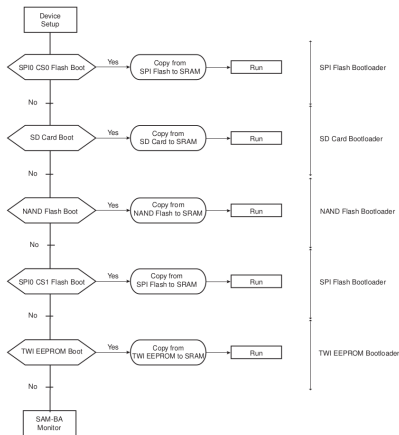 Device
Setup
SPI0 CS0 Flash Boot
Yes
Copy from
SPI Flash to SRAM
Run
SPI Flash Bootloader
No
SD Card Boot
Yes
Copy from
SD Card to SRAM
Run
SD Card Bootloader
No
NAND Flash Boot
Yes
Copy from
NAND Flash to SRAM
Run
NAND Flash Bootloader
No
SPI0 CS1 Flash Boot
Yes
Copy from
SPI Flash to SRAM
Run
SPI Flash Bootloader
No
TWI EEPROM Boot
Yes
Copy from
TWI EEPROM to SRAM
Run
TWI EEPROM Bootloader
No
SAM-BA
Monitor